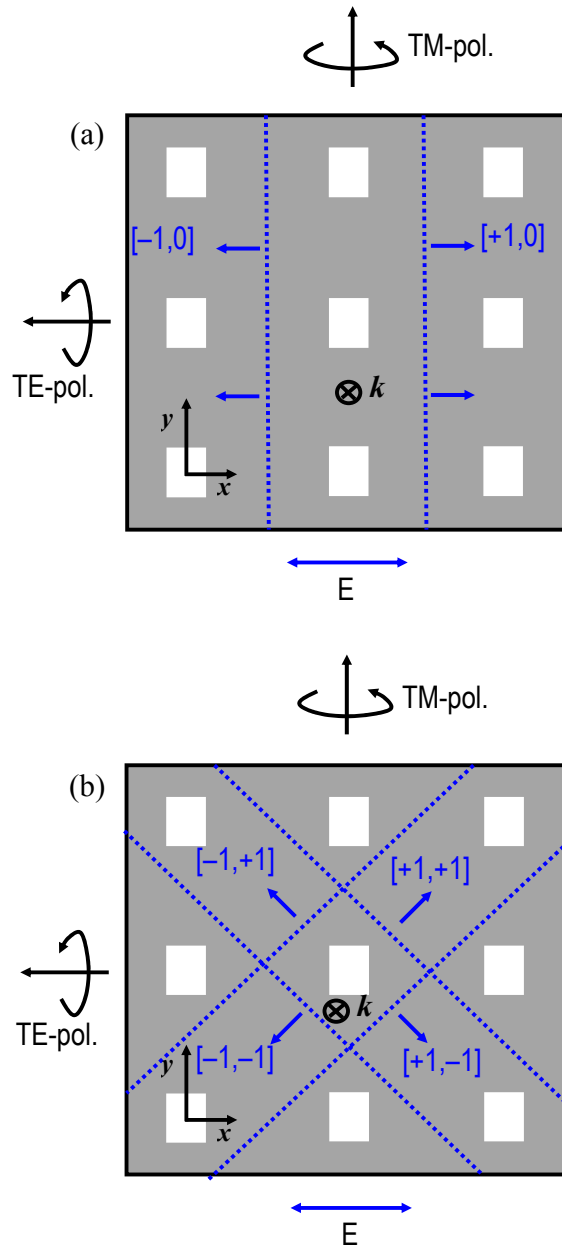 TM-pol.
(a)
[–1,0]
[+1,0]
TE-pol.
k
y
x
E
TM-pol.
(b)
[–1,+1]
[+1,+1]
TE-pol.
k
[–1,–1]
[+1,–1]
y
x
E